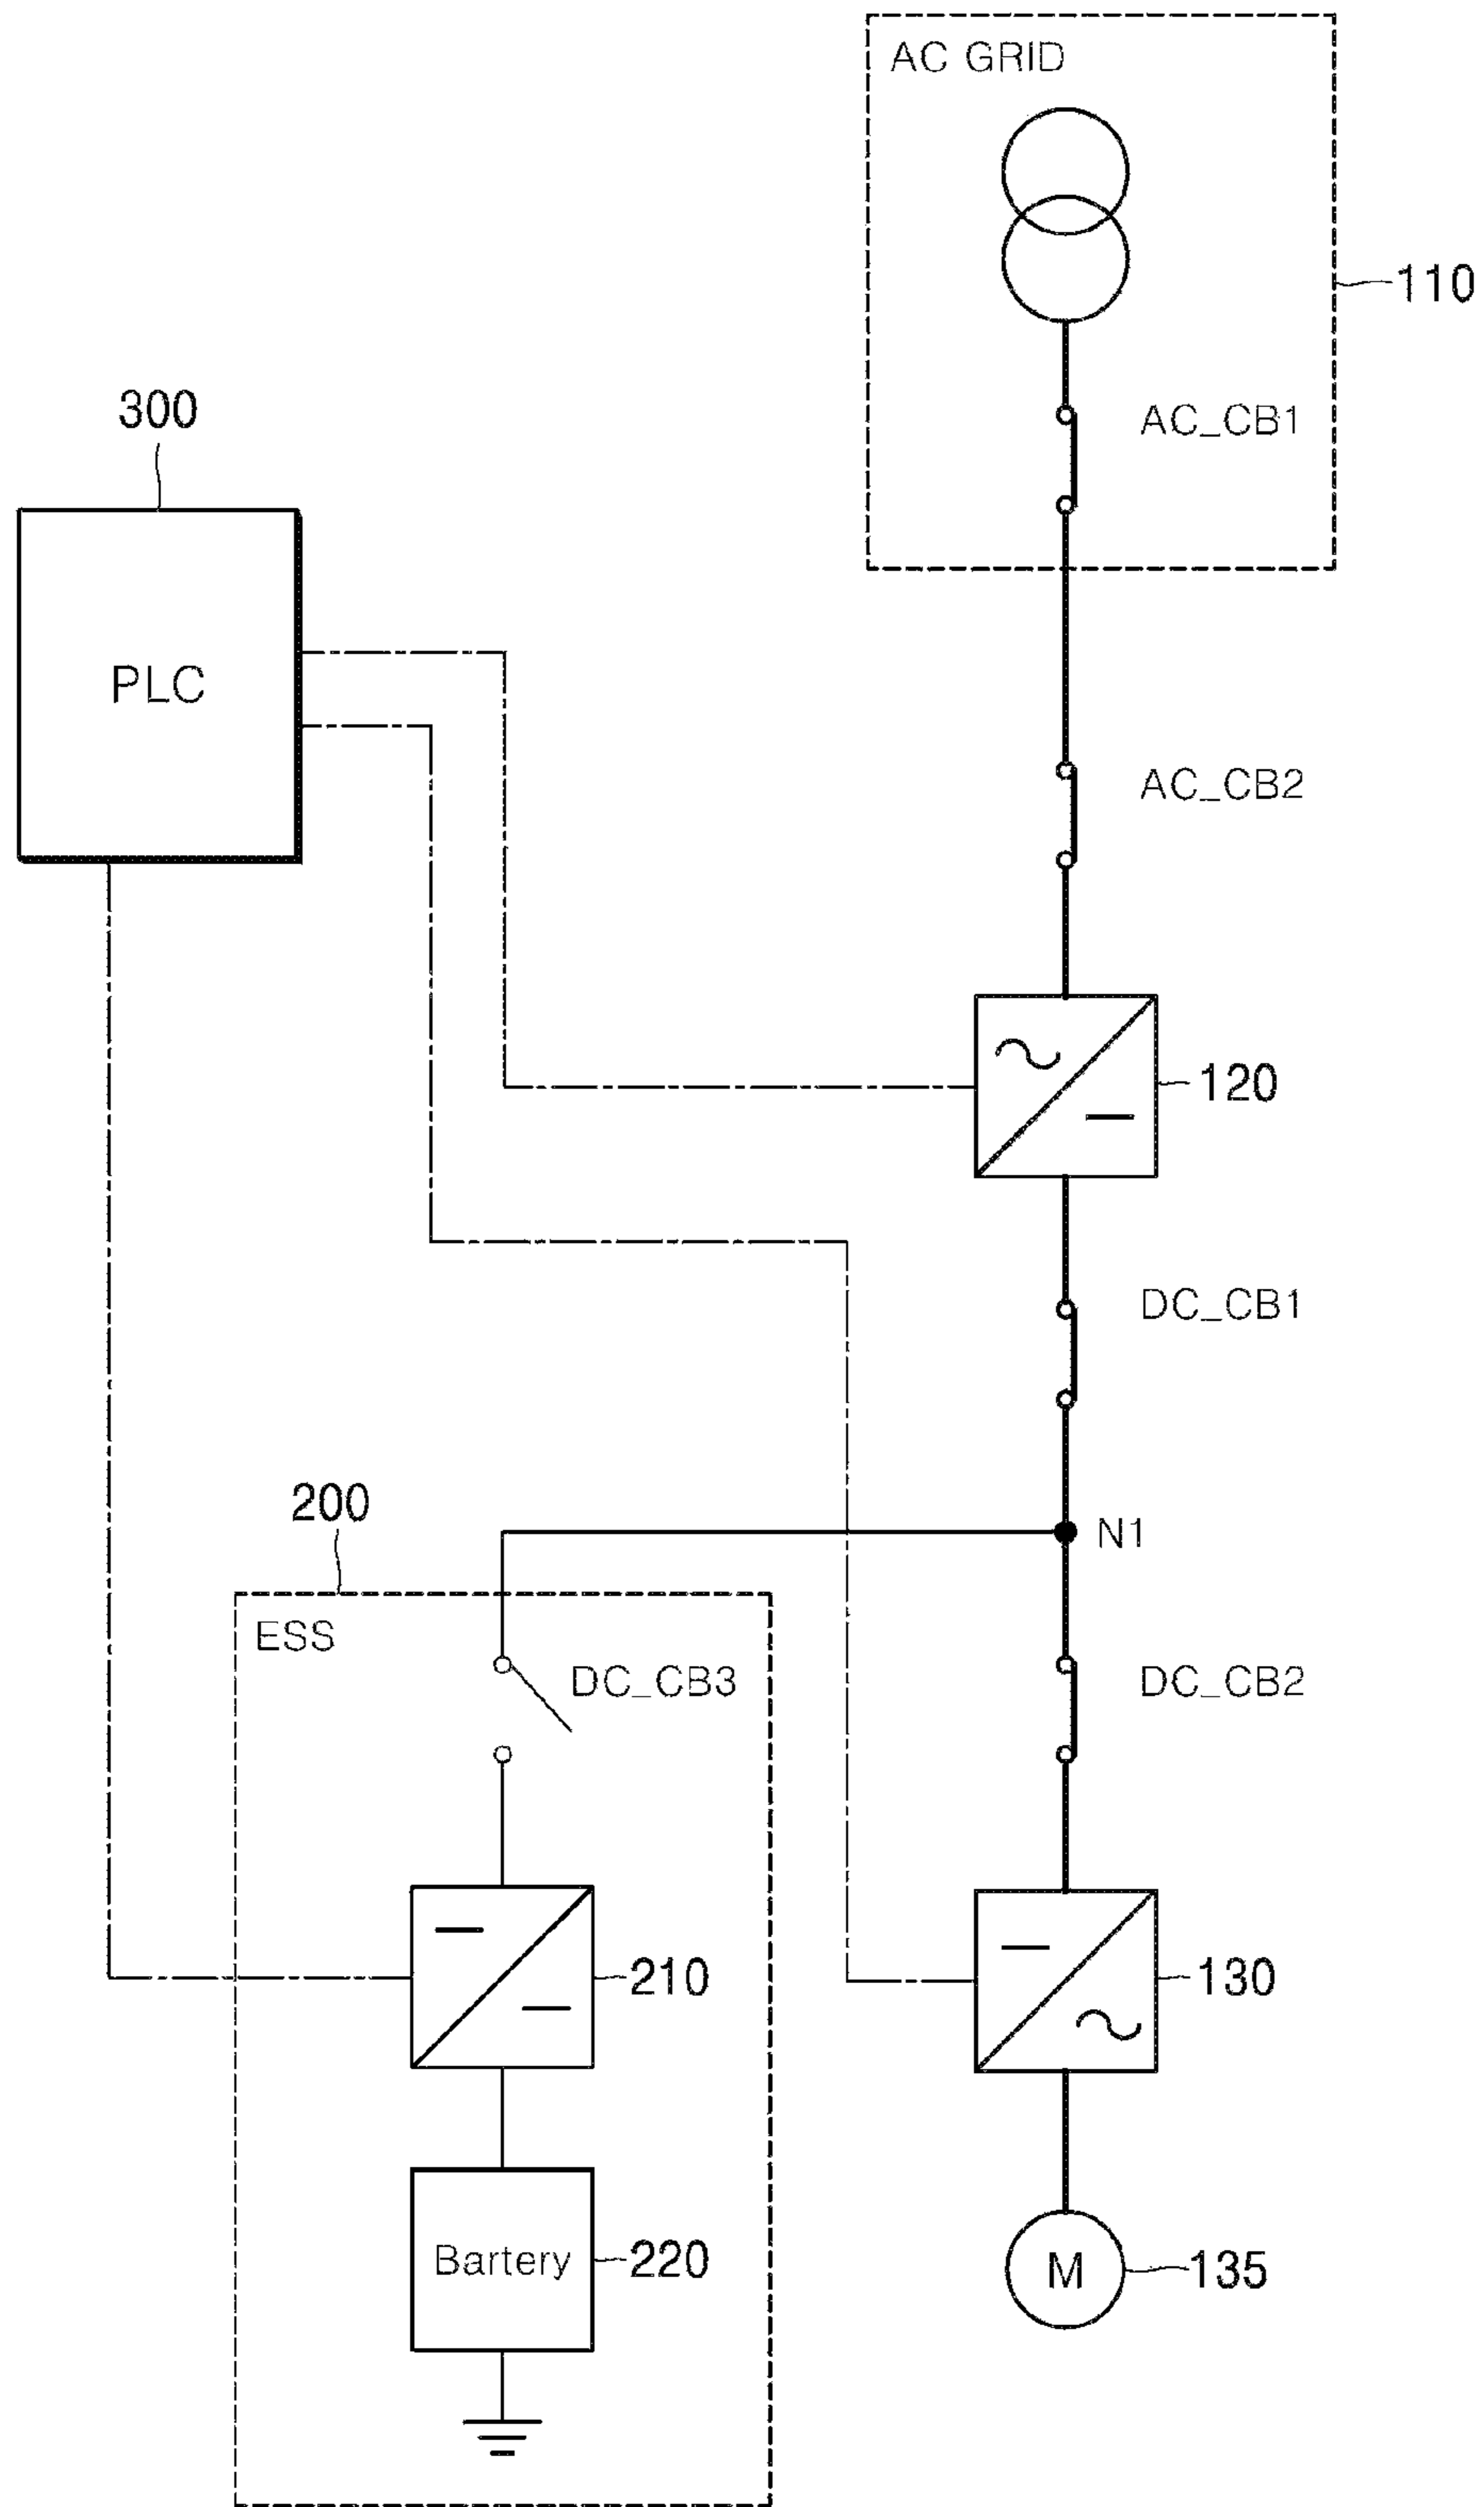 AC GRID
110
AC_CB1
300
PLC
AC_CB2
120
DC_CB1
200
N1
ESS
DC_CB3
DC_CB2
210
130
Bartery
220
M
135